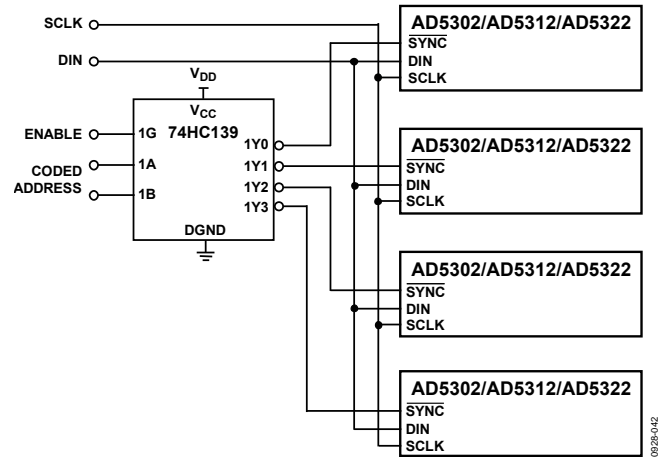 SCLK
DIN
VDD
VCC
74HC139
ENABLE
CODED
ADDRESS
1G
1A
1B
1Y0
1Y1
1Y2
1Y3
DGND
AD5302/AD5312/AD5322
SYNC
DIN
SCLK
AD5302/AD5312/AD5322
SYNC
DIN
SCLK
AD5302/AD5312/AD5322
SYNC
DIN
SCLK
AD5302/AD5312/AD5322
SYNC
DIN
SCLK
0928-042